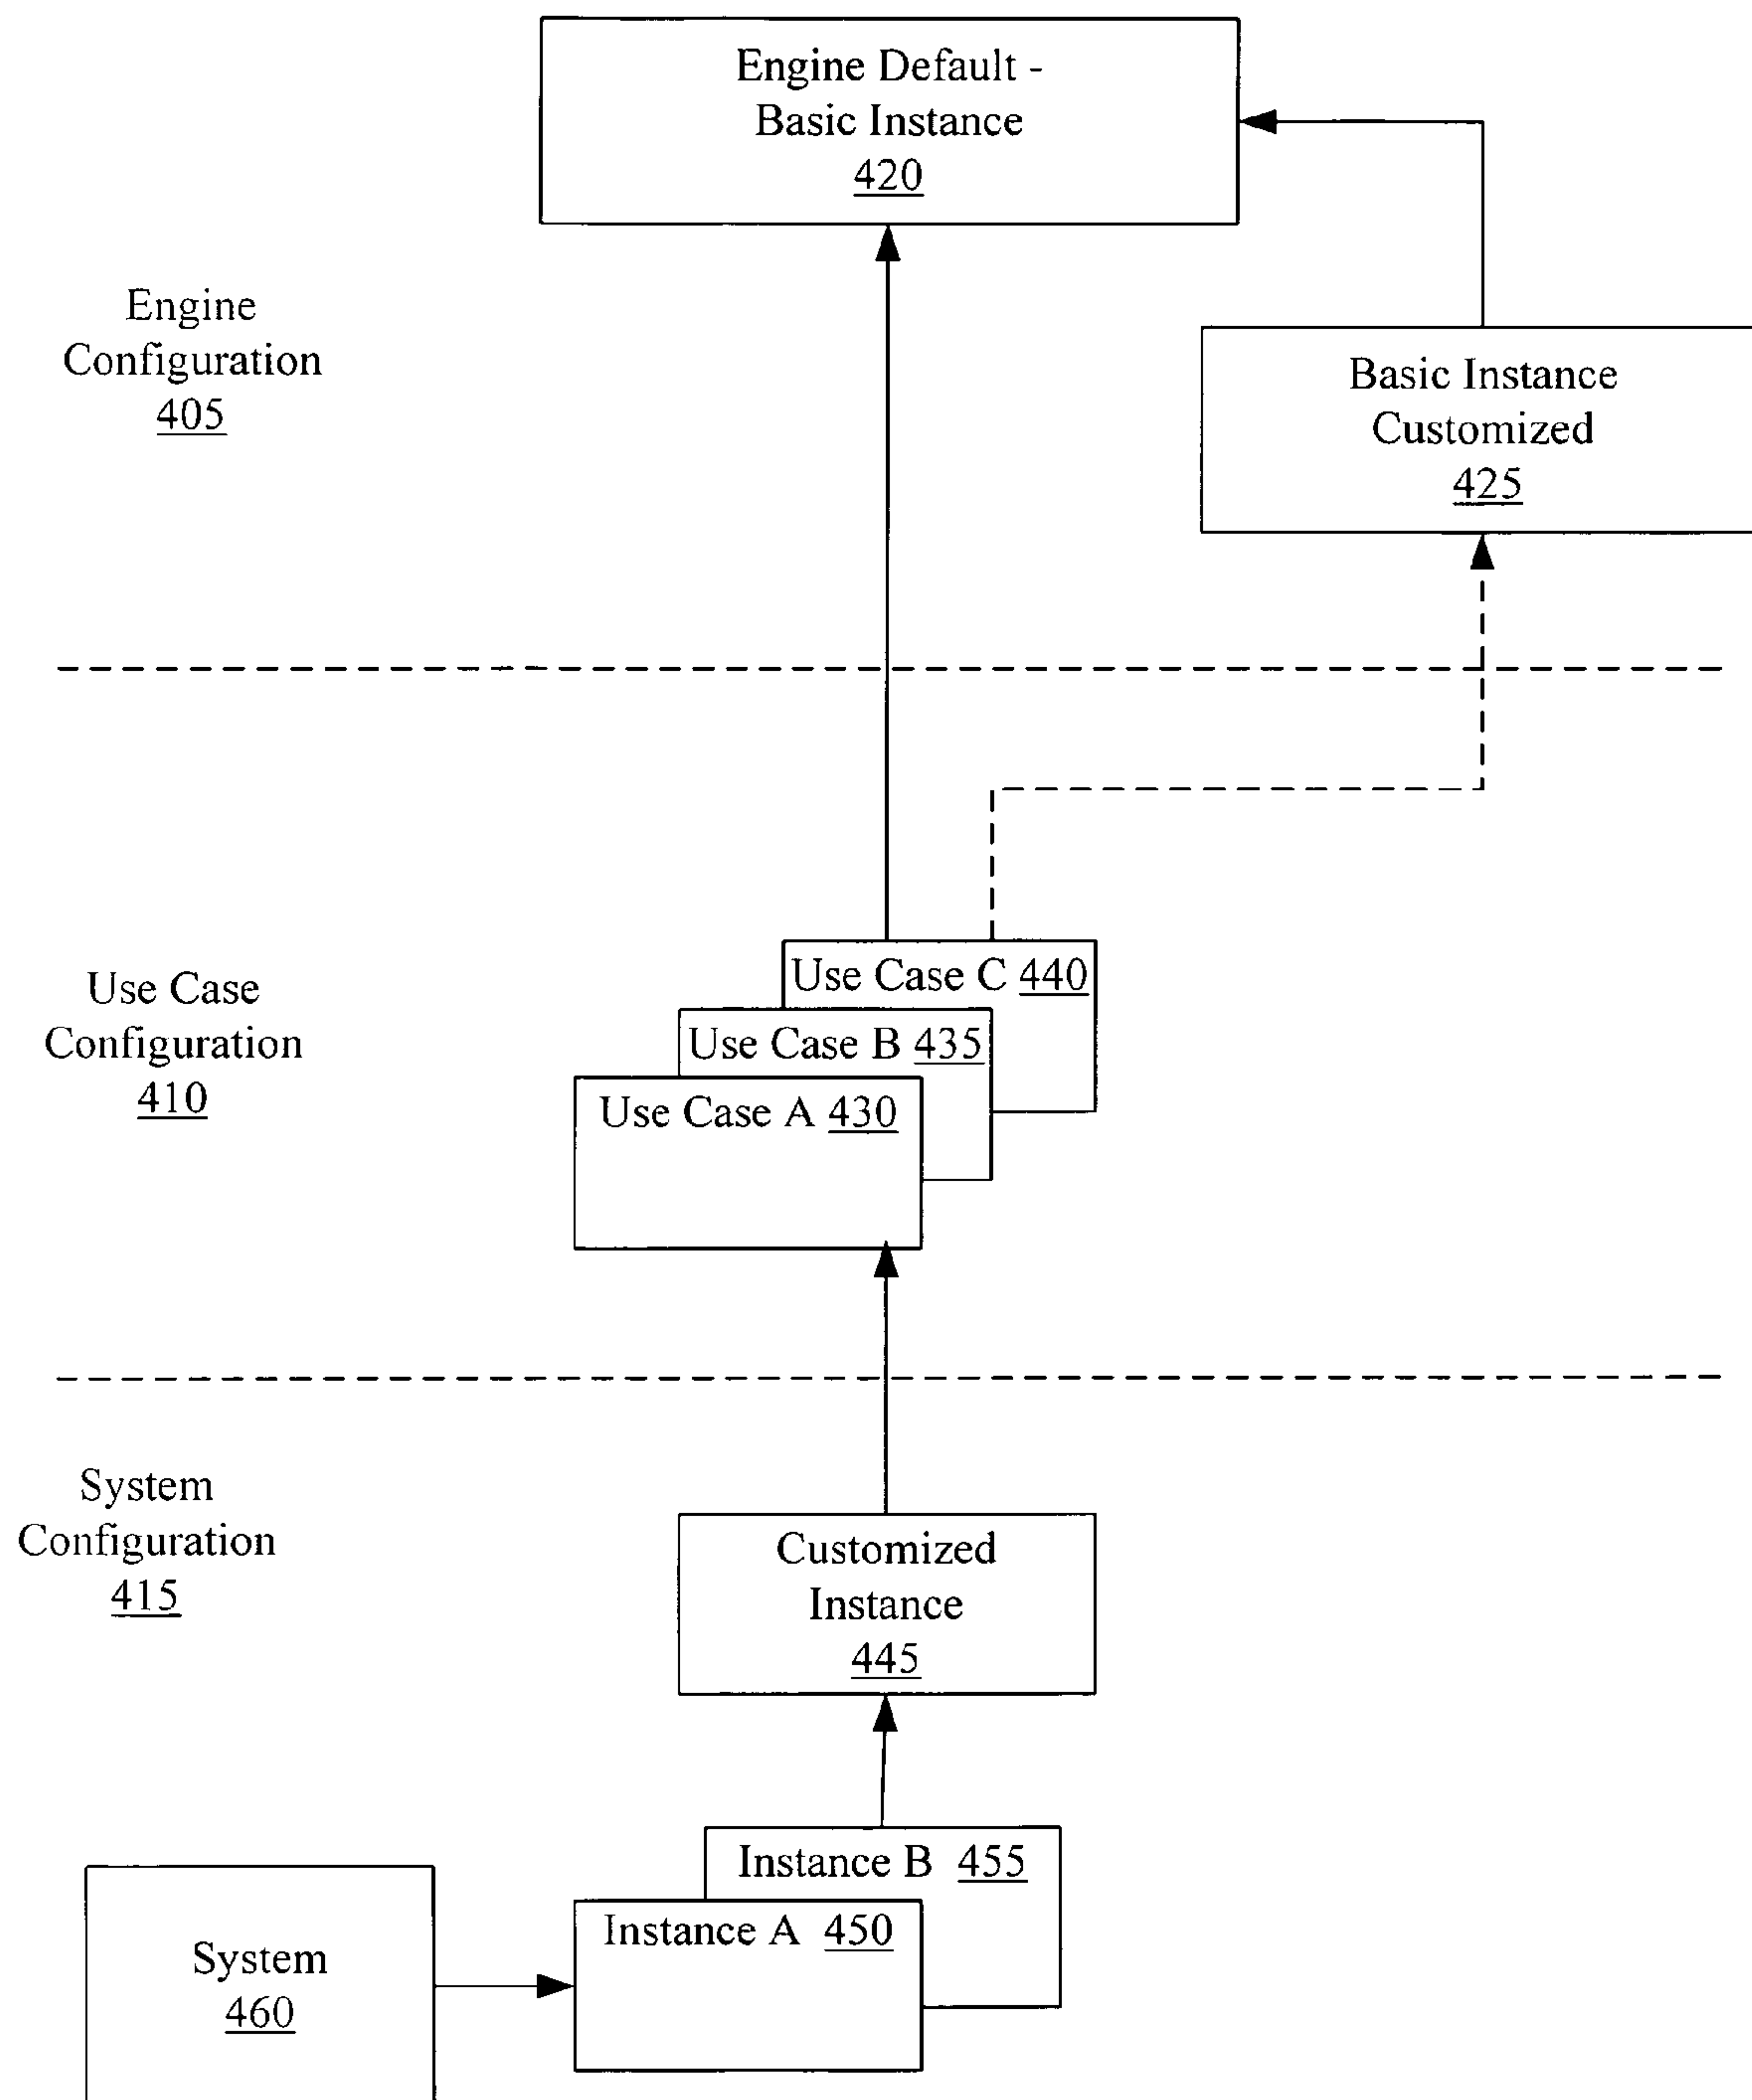 Engine Default -
Basic Instance
420
Engine
Configuration
405
Basic Instance
Customized
425
Use Case
Configuration
410
Use Case C 440
Use Case B 435
Use Case A 430
System
Configuration
415
Customized
Instance
445
Instance B 455
Instance A 450
System
460